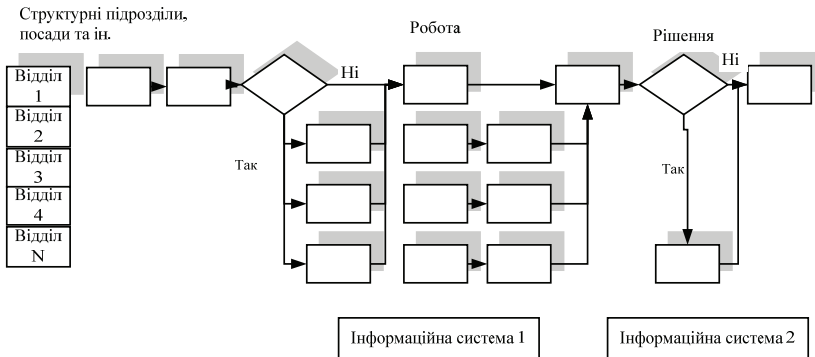 Структурні підрозділи,
посади та ін.
Робота
Рішення
Ні
Ні
Відділ
1
Відділ
2
Відділ
3
Відділ
4
Відділ
N
Так
Так
Інформаційна система 1
Інформаційна система 2